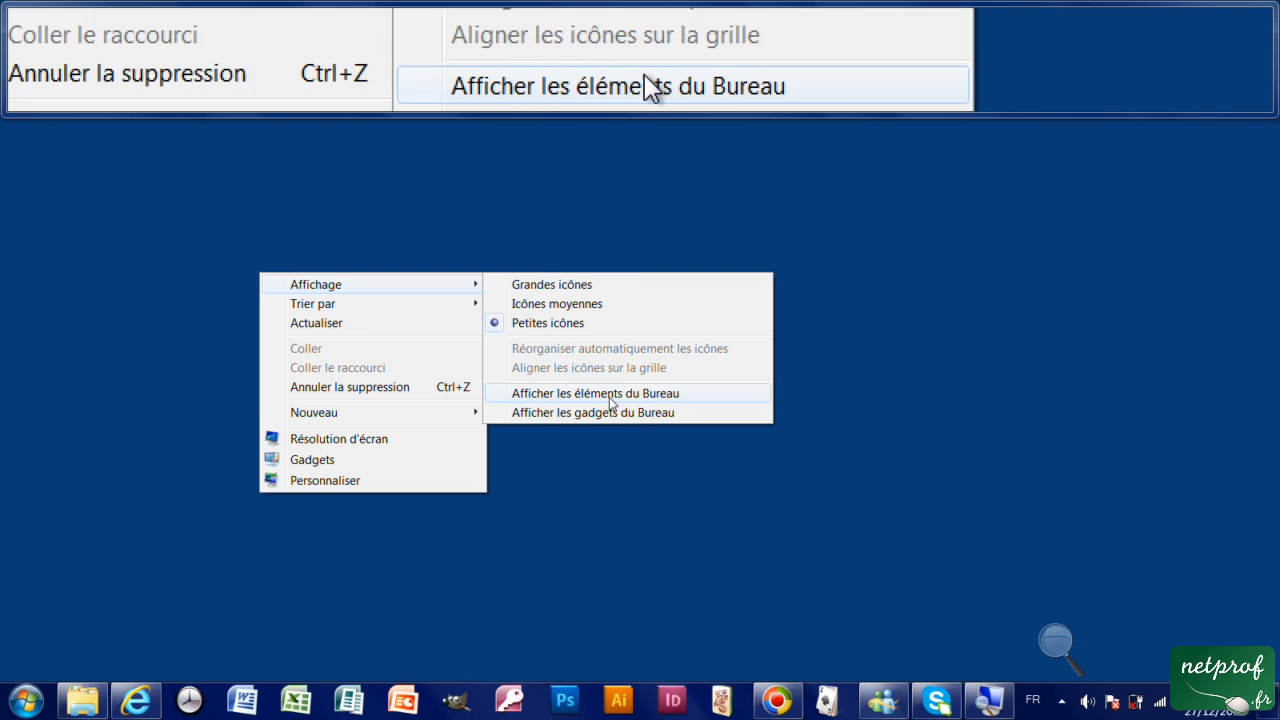 Coller le raccourci
Annuler la suppression Ctrl+Z
Aligner les icônes sur la grille
Afficher les éléments du Bureau
Affichage
Trier par
Actualiser
Coller
Coller le raccourci
Annuler la suppression Ctrl+Z
Nouveau
Résolution d'écran
Gadgets
Personnaliser
Grandes icônes
Icônes moyennes
Petites icônes
Réorganiser automatiquement les icônes
Aligner les icônes sur la grille
Afficher les éléments du Bureau
Afficher les gadgets du Bureau
Ps
Ai
Id
FR
netprof
.fr